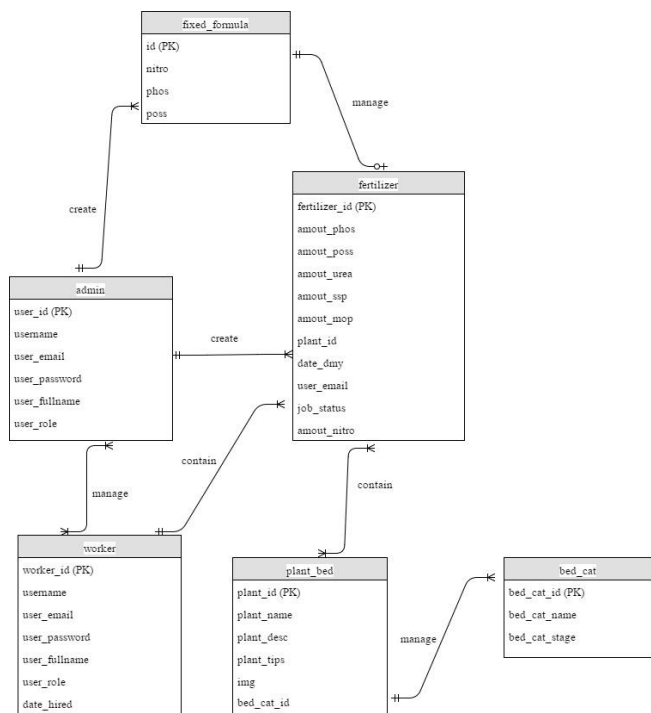 fixed_formula
id (PK)
nitro
phos
poss
manage
create
fertilizer
fertilizer_id (PK)
amout_phos
amout_poss
amout_urea
amout_ssp
amout_mop
plant_id
date_dmy
user_email
job_status
amout_nitro
admin
user_id (PK)
username
user_email
user_password
user_fullname
user_role
create
contain
manage
contain
worker
worker_id (PK)
username
user_email
user_password
user_fullname
user_role
date_hired
plant_bed
plant_id (PK)
plant_name
plant_desc
plant_tips
img
bed_cat_id
manage
bed_cat
bed_cat_id (PK)
bed_cat_name
bed_cat_stage